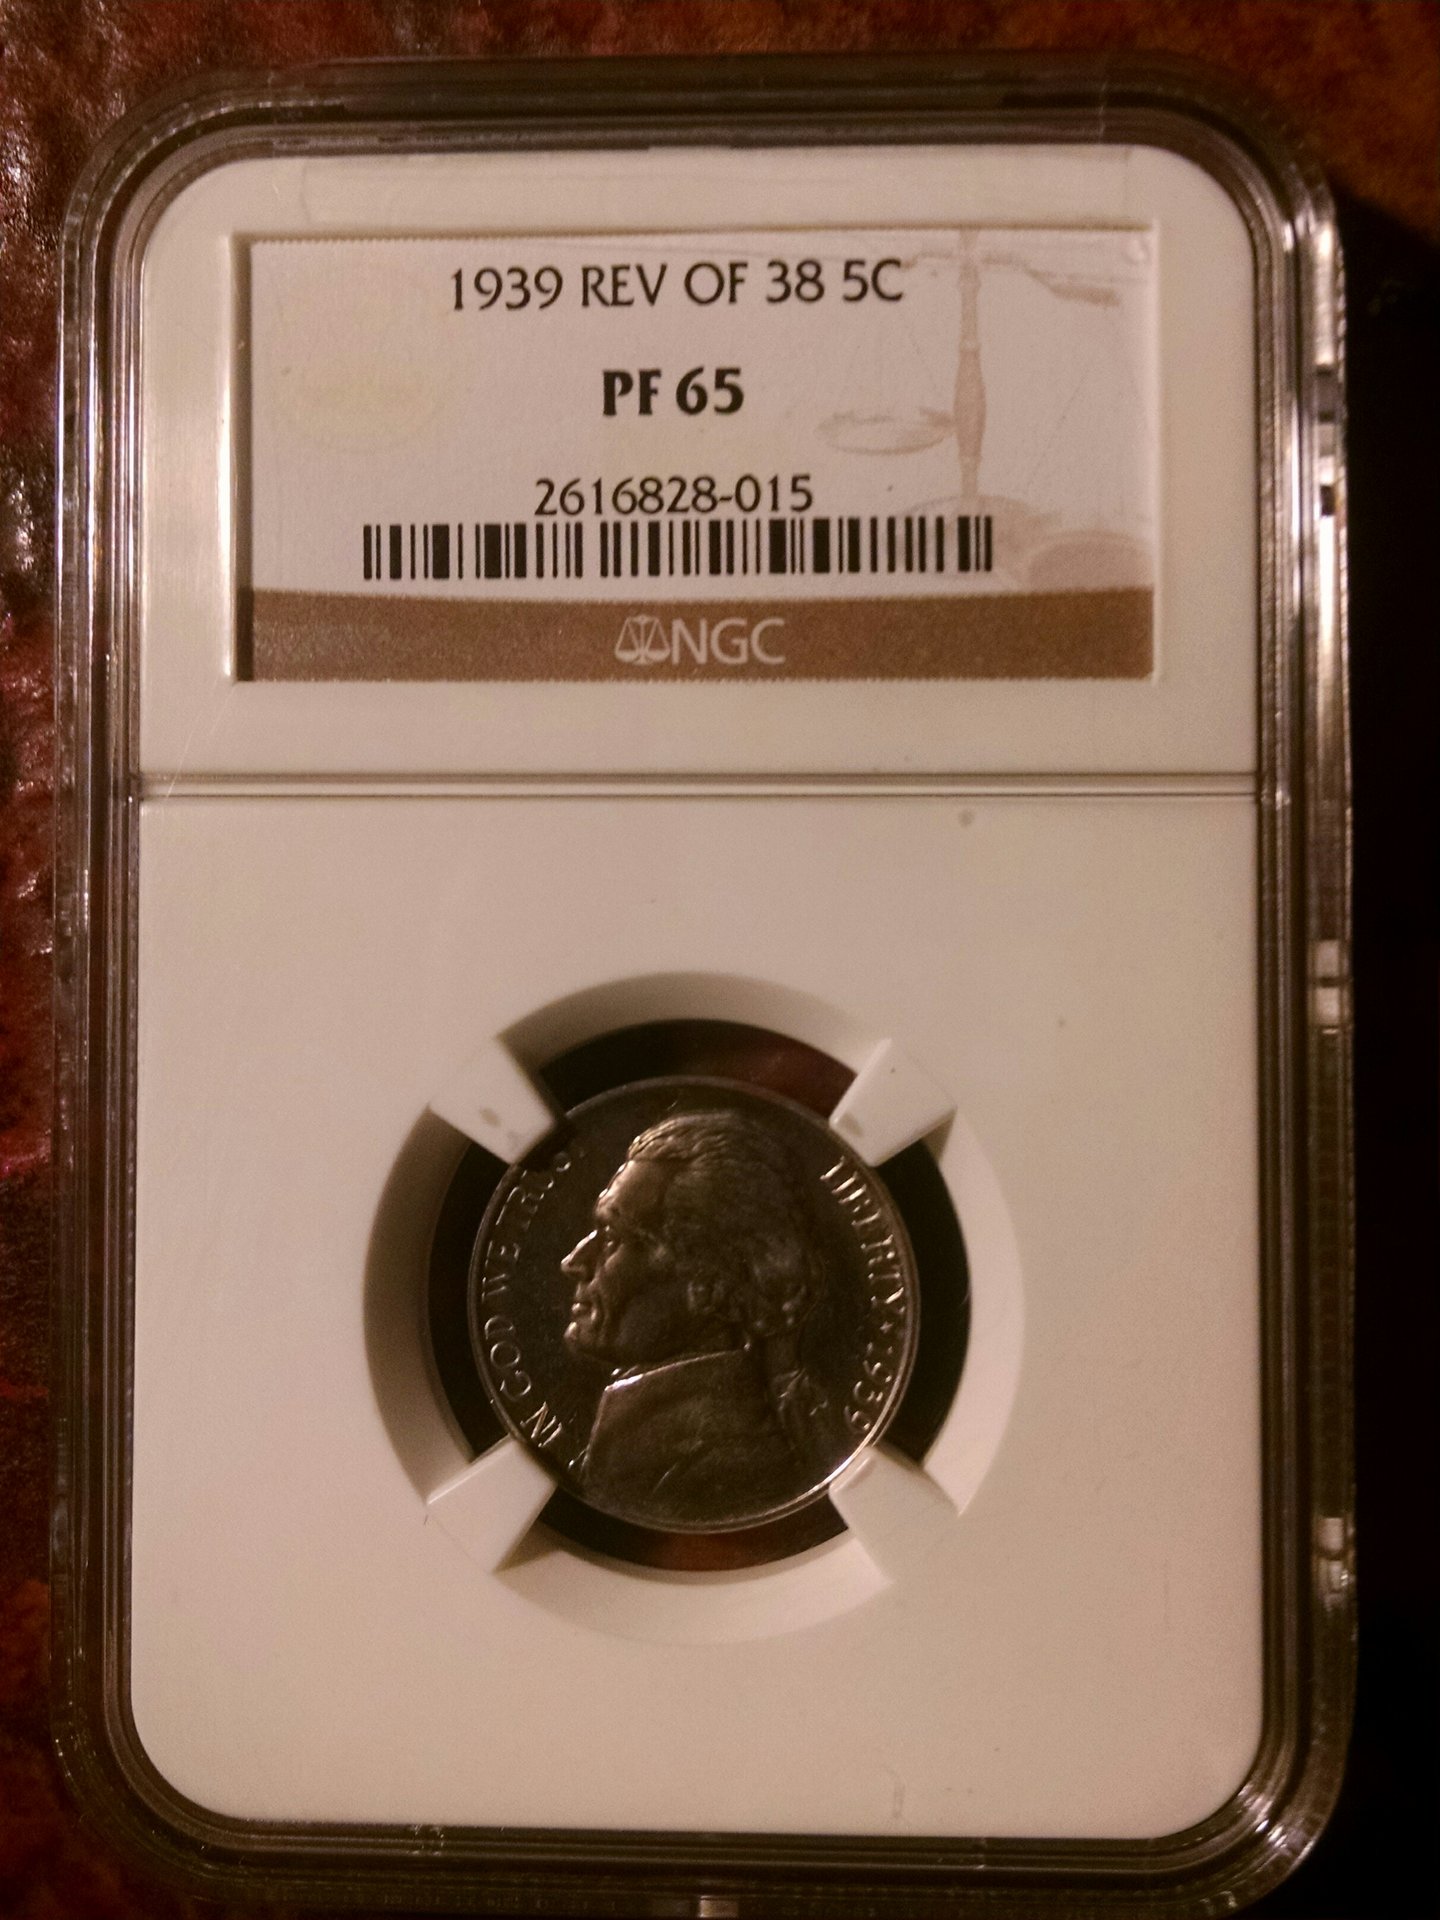 1939 REV OF 38 5C
PF 65
2616828-015
NGC
IN GOD WE TRUST
LIBERTY ★ 1939